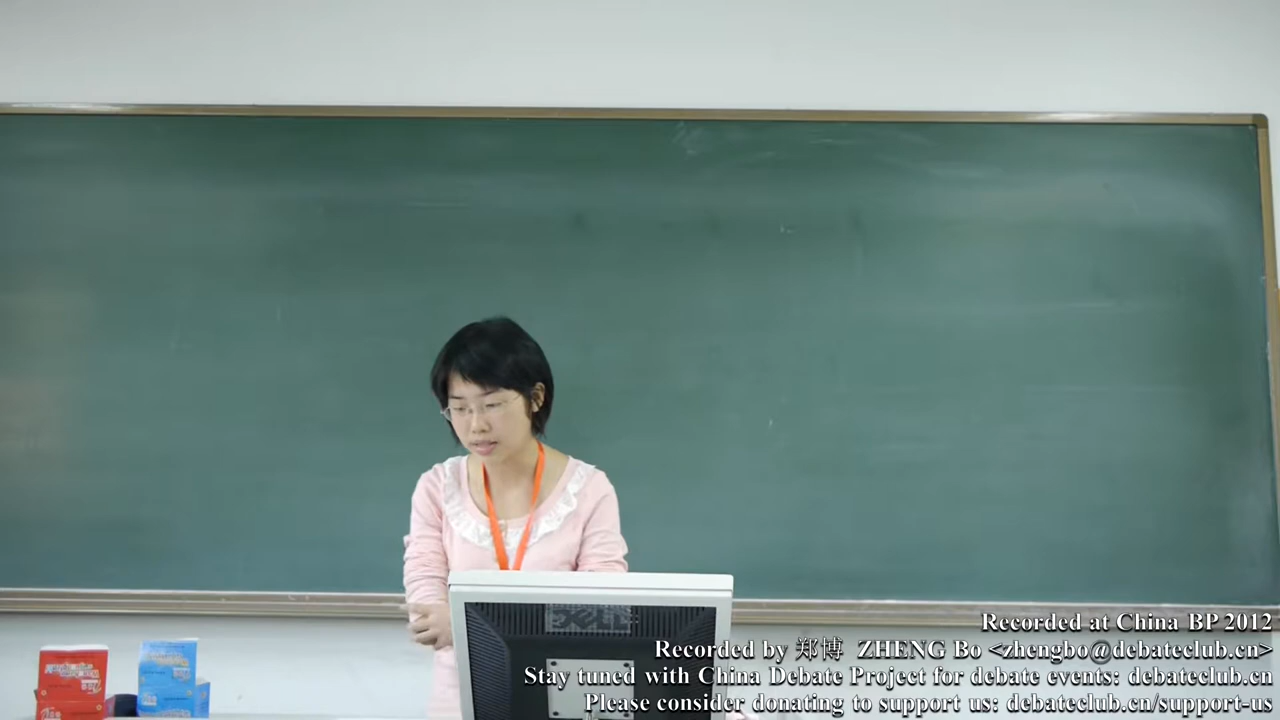 Recorded at China BP 2012
Recorded by 郑博 ZHENG Bo <zhengbo@debateclub.cn>
Stay tuned with China Debate Project for debate events: debateclub.cn
Please consider donating to support us: debateclub.cn/support-us